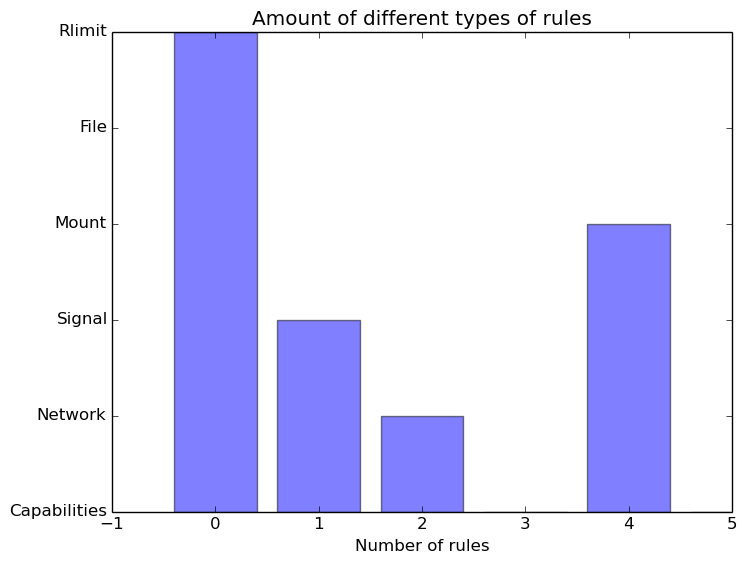 Amount of different types of rules
Rlimit
File
Mount
Signal
Network
Capabilities
−1 0 1 2 3 4 5
Number of rules